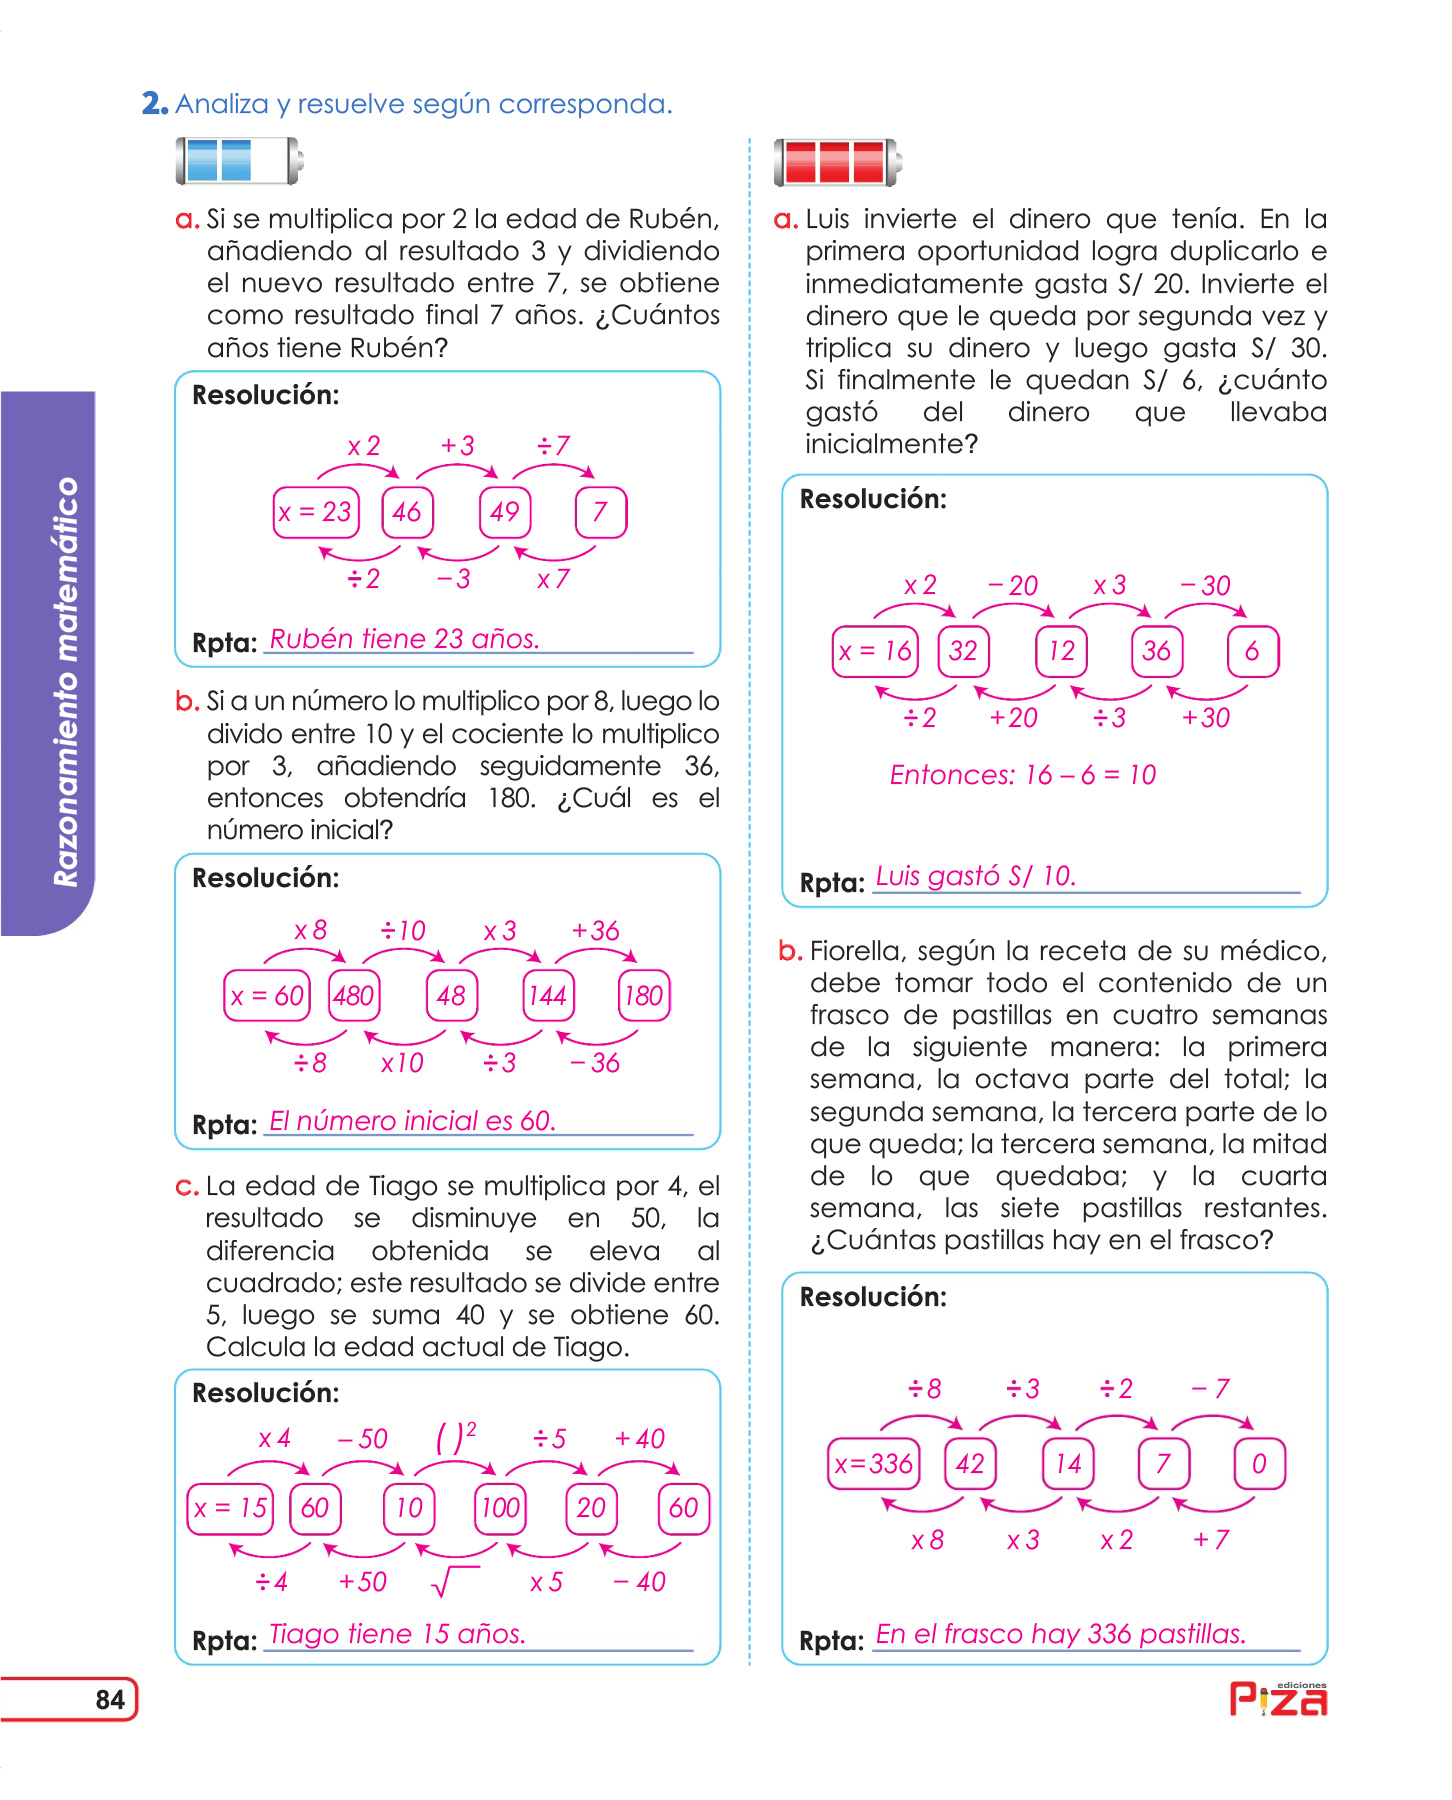 2. Analiza y resuelve según corresponda.
a. Si se multiplica por 2 la edad de Rubén,
añadiendo al resultado 3 y dividiendo
el nuevo resultado entre 7, se obtiene
como resultado final 7 años. ¿Cuántos
años tiene Rubén?
Resolución:
x 2 + 3 ÷ 7
x = 23 46 49 7
÷ 2 – 3 x 7
Rpta: Rubén tiene 23 años.
b. Si a un número lo multiplico por 8, luego lo
divido entre 10 y el cociente lo multiplico
por 3, añadiendo seguidamente 36,
entonces obtendría 180. ¿Cuál es el
número inicial?
Resolución:
x 8 ÷10 x 3 + 36
x = 60 480 48 144 180
÷ 8 x10 ÷ 3 – 36
Rpta: El número inicial es 60.
c. La edad de Tiago se multiplica por 4, el
resultado se disminuye en 50, la
diferencia obtenida se eleva al
cuadrado; este resultado se divide entre
5, luego se suma 40 y se obtiene 60.
Calcula la edad actual de Tiago.
Resolución:
x 4 – 50 ( )² ÷ 5 + 40
x = 15 60 10 100 20 60
÷ 4 +50 √ x 5 – 40
Rpta: Tiago tiene 15 años.
a. Luis invierte el dinero que tenía. En la
primera oportunidad logra duplicarlo e
inmediatamente gasta S/ 20. Invierte el
dinero que le queda por segunda vez y
triplica su dinero y luego gasta S/ 30.
Si finalmente le quedan S/ 6, ¿cuánto
gastó del dinero que llevaba
inicialmente?
Resolución:
x 2 – 20 x 3 – 30
x = 16 32 12 36 6
÷ 2 +20 ÷ 3 +30
Entonces: 16 – 6 = 10
Rpta: Luis gastó S/ 10.
b. Fiorella, según la receta de su médico,
debe tomar todo el contenido de un
frasco de pastillas en cuatro semanas
de la siguiente manera: la primera
semana, la octava parte del total; la
segunda semana, la tercera parte de lo
que queda; la tercera semana, la mitad
de lo que quedaba; y la cuarta
semana, las siete pastillas restantes.
¿Cuántas pastillas hay en el frasco?
Resolución:
÷ 8 ÷ 3 ÷ 2 – 7
x=336 42 14 7 0
x 8 x 3 x 2 + 7
Rpta: En el frasco hay 336 pastillas.
Razonamiento matemático
84
ediciones
Piza